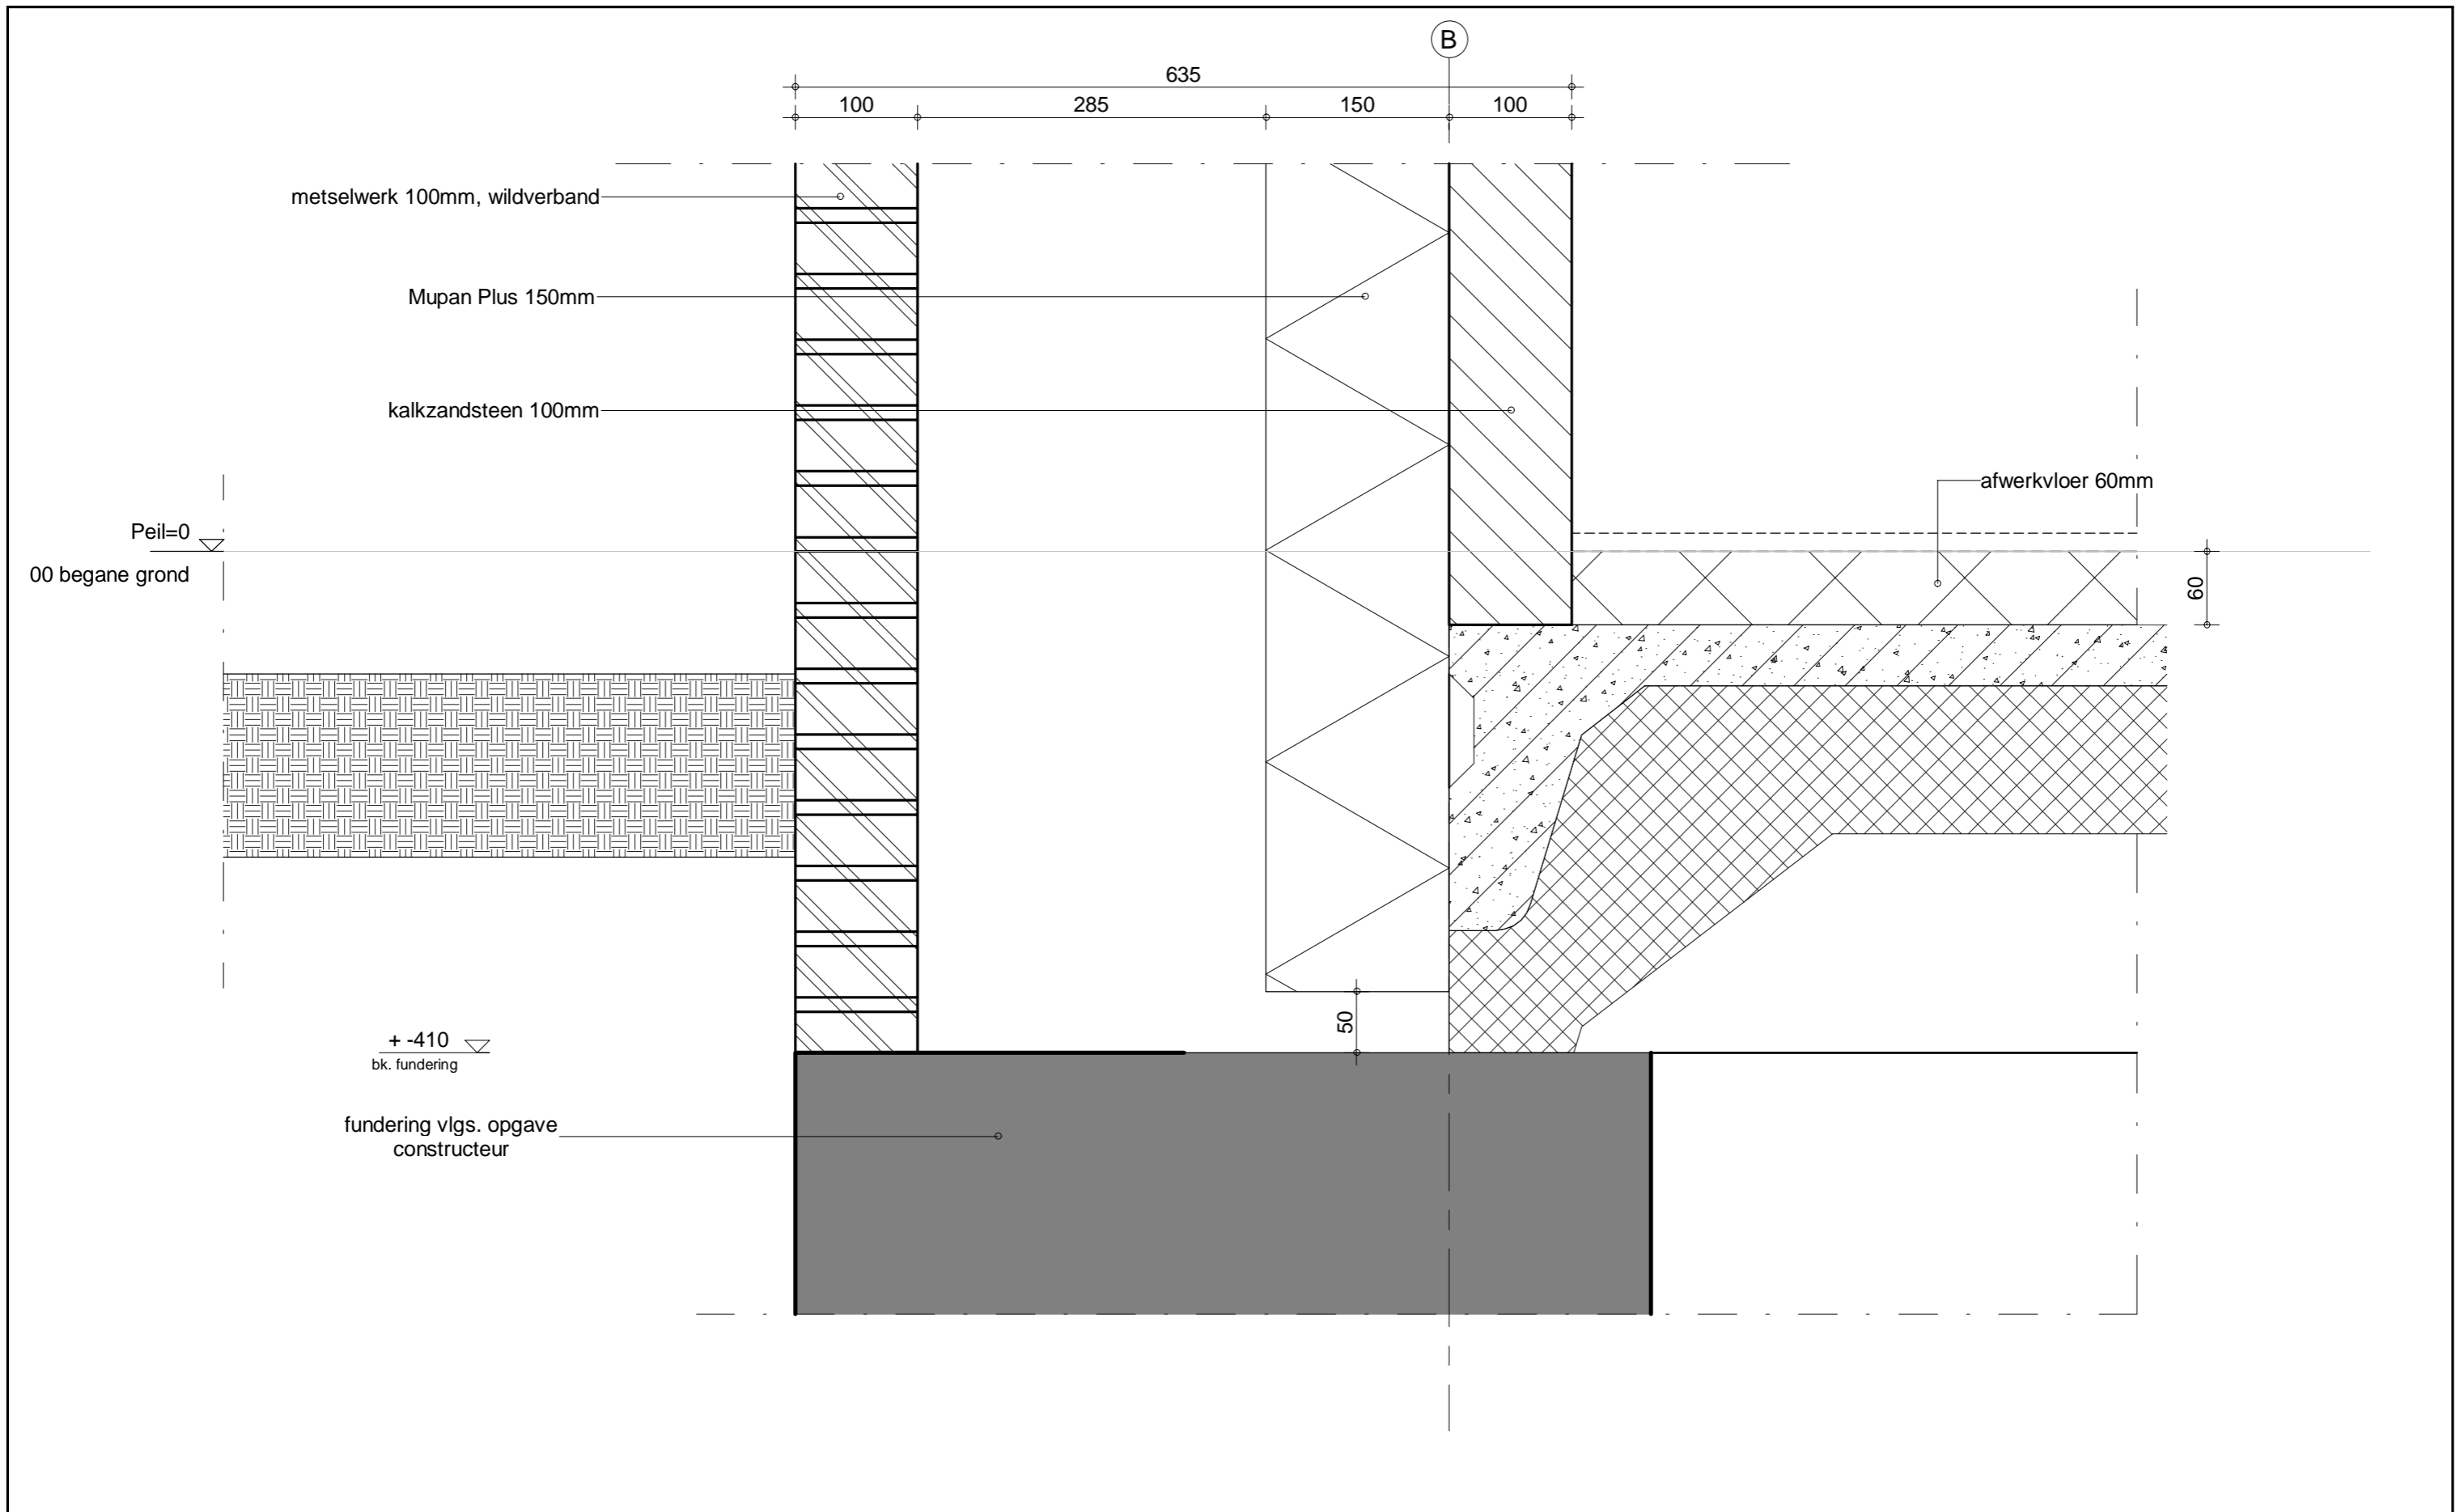 B
635
100
285
150
100
metselwerk 100mm, wildverband
Mupan Plus 150mm
kalkzandsteen 100mm
afwerkvloer 60mm
Peil=0
00 begane grond
60
50
+ -410
bk. fundering
fundering vlgs. opgave
constructeur